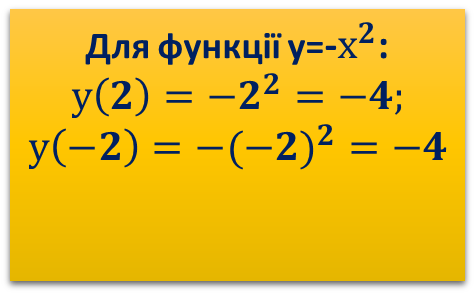 Для функції y=-x²:
y(2) = −2² = −4;
y(−2) = −(−2)² = −4